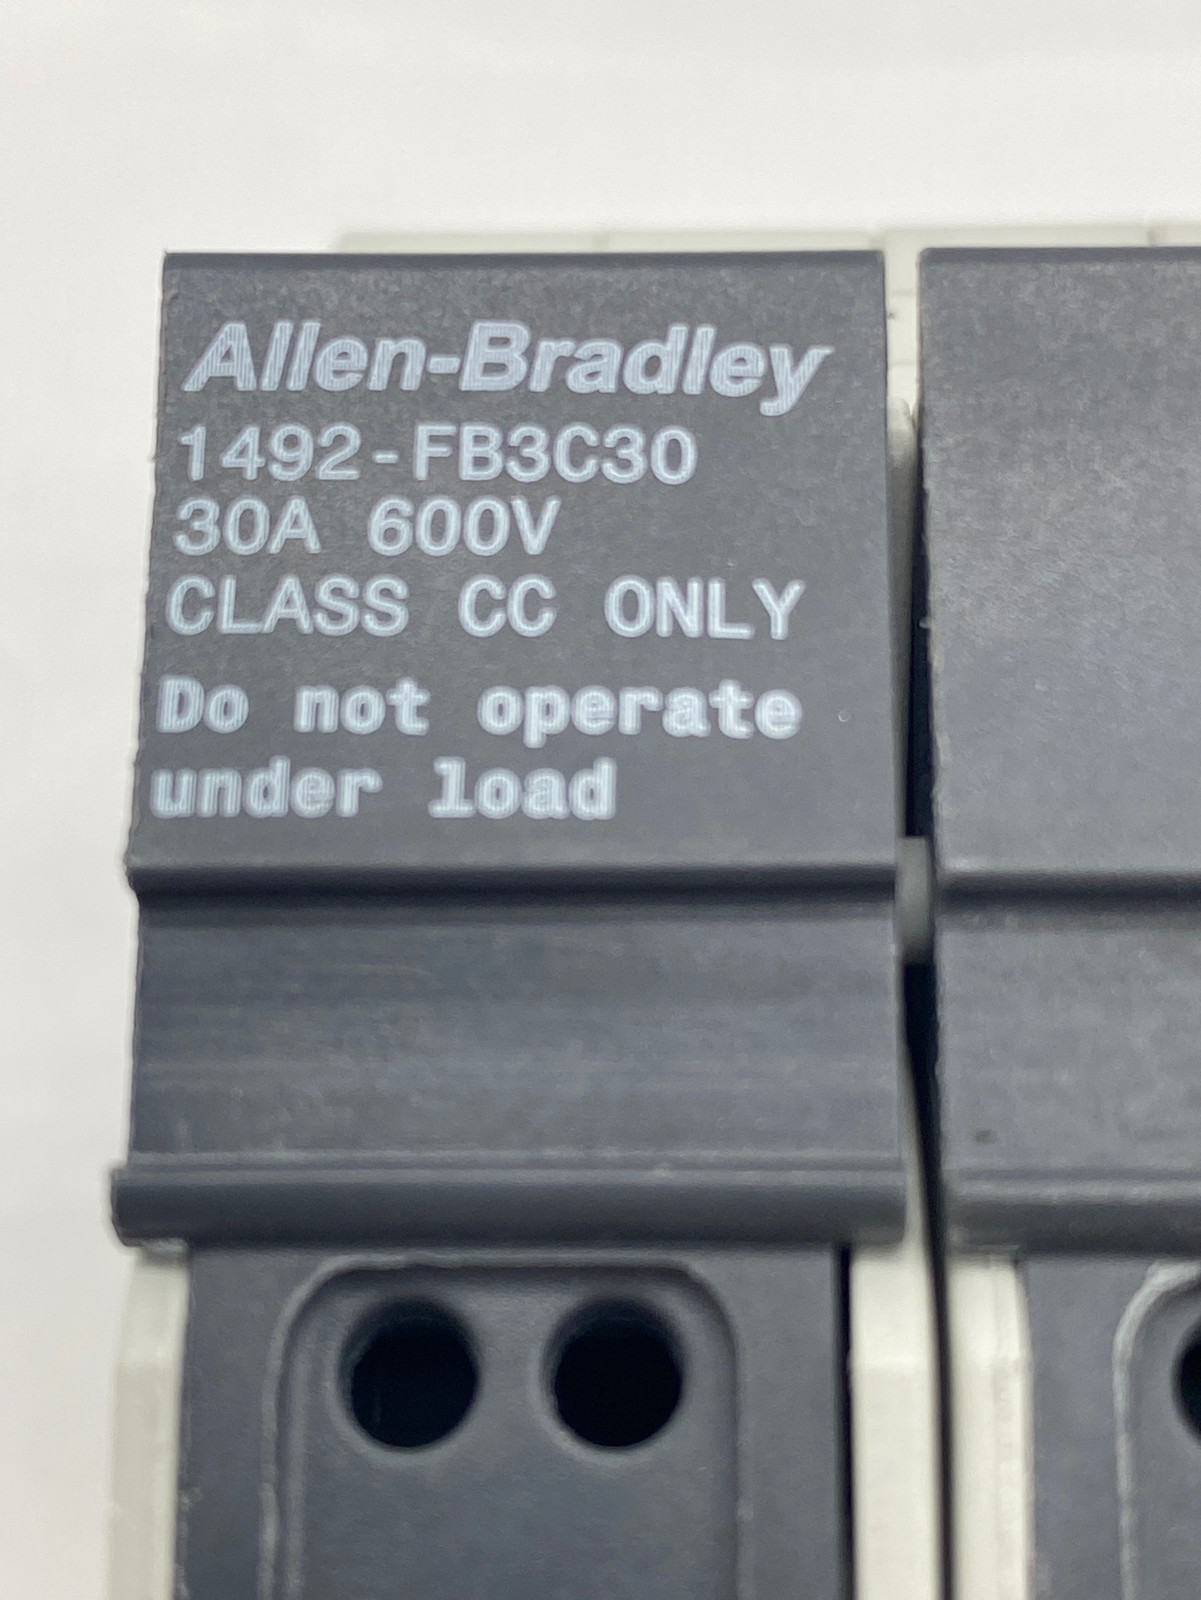 Allen-Bradley
1492-FB3C30
30A 600V
CLASS CC ONLY
Do not operate
under load